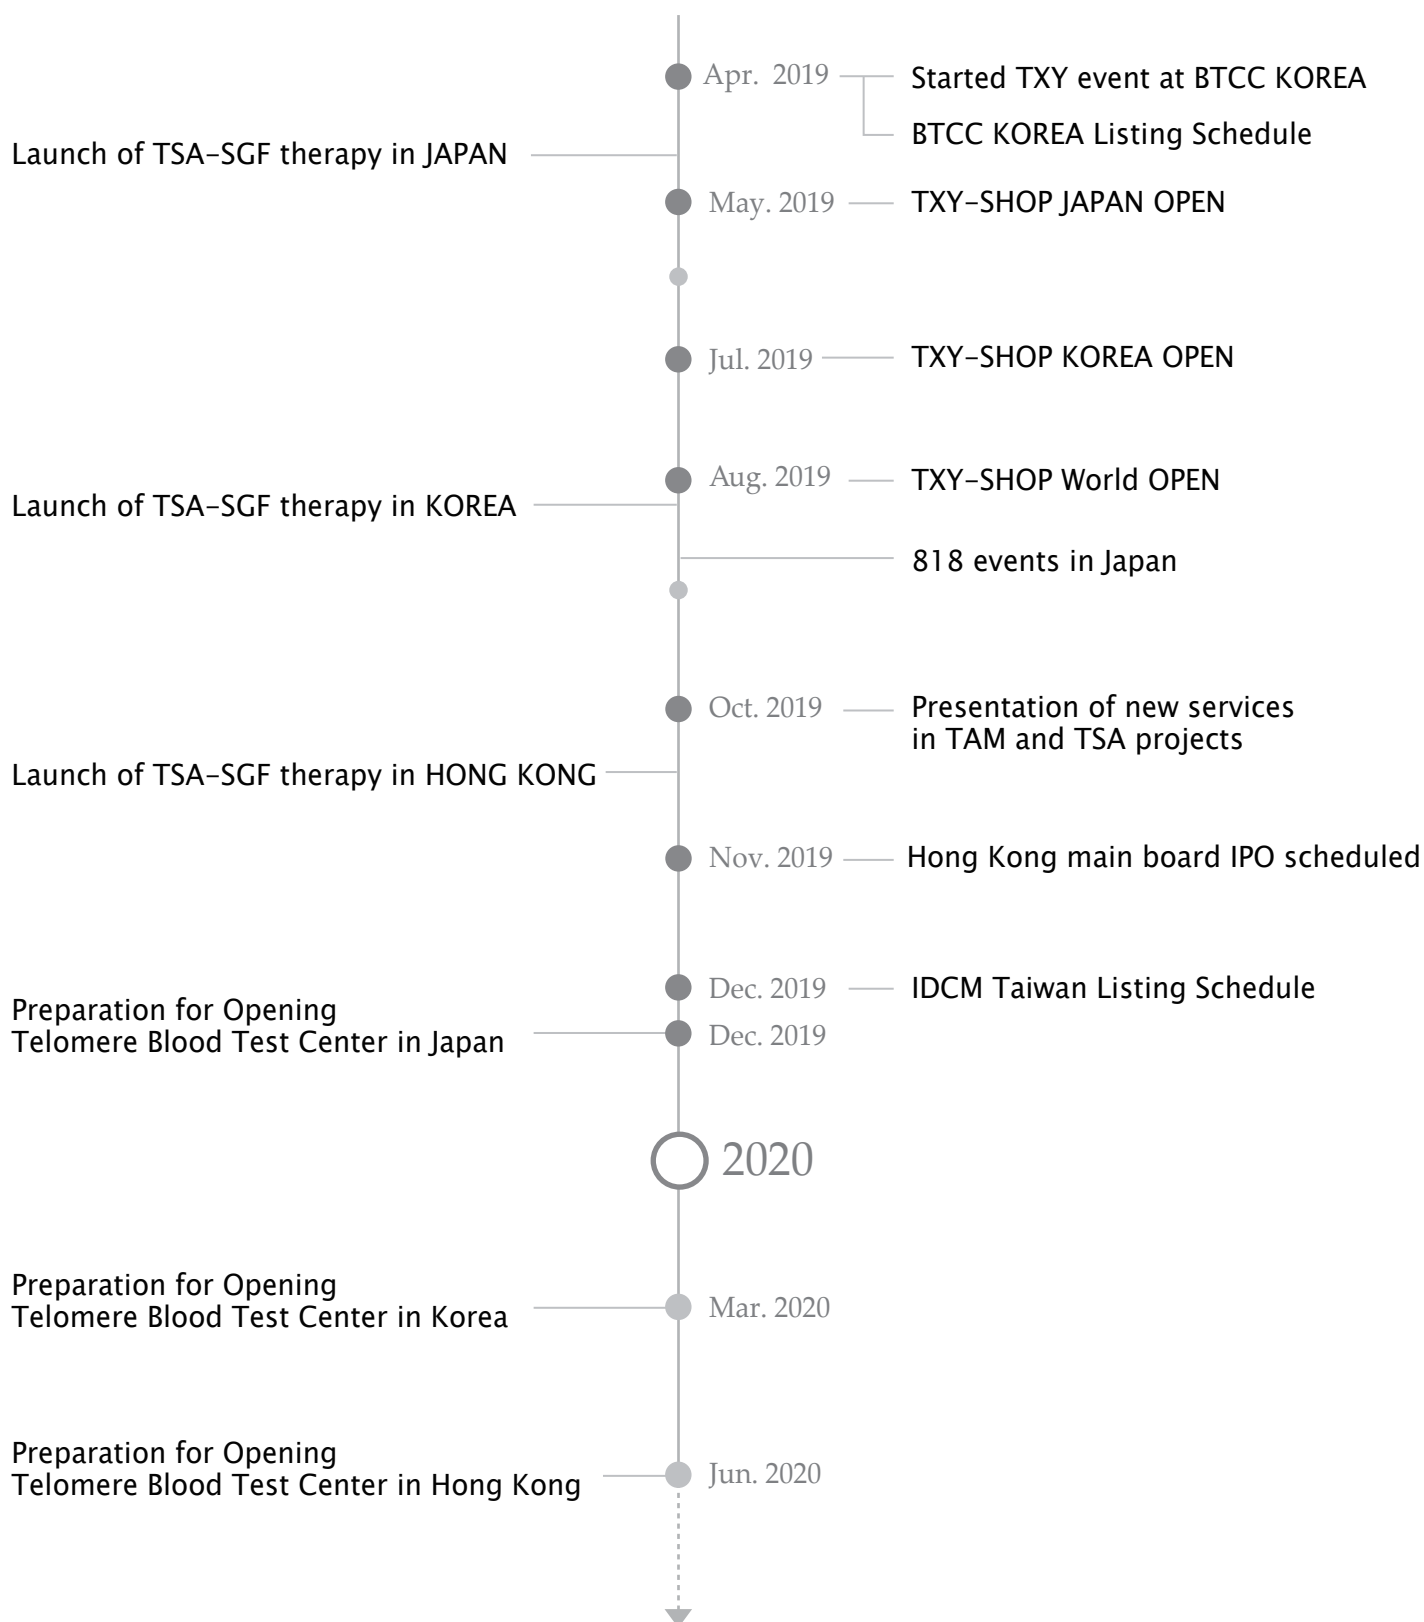 Apr. 2019
Started TXY event at BTCC KOREA
BTCC KOREA Listing Schedule
Launch of TSA-SGF therapy in JAPAN
May. 2019
TXY-SHOP JAPAN OPEN
Jul. 2019
TXY-SHOP KOREA OPEN
Aug. 2019
TXY-SHOP World OPEN
Launch of TSA-SGF therapy in KOREA
818 events in Japan
Oct. 2019
Presentation of new services
in TAM and TSA projects
Launch of TSA-SGF therapy in HONG KONG
Nov. 2019
Hong Kong main board IPO scheduled
Dec. 2019
IDCM Taiwan Listing Schedule
Preparation for Opening
Telomere Blood Test Center in Japan
Dec. 2019
2020
Preparation for Opening
Telomere Blood Test Center in Korea
Mar. 2020
Preparation for Opening
Telomere Blood Test Center in Hong Kong
Jun. 2020